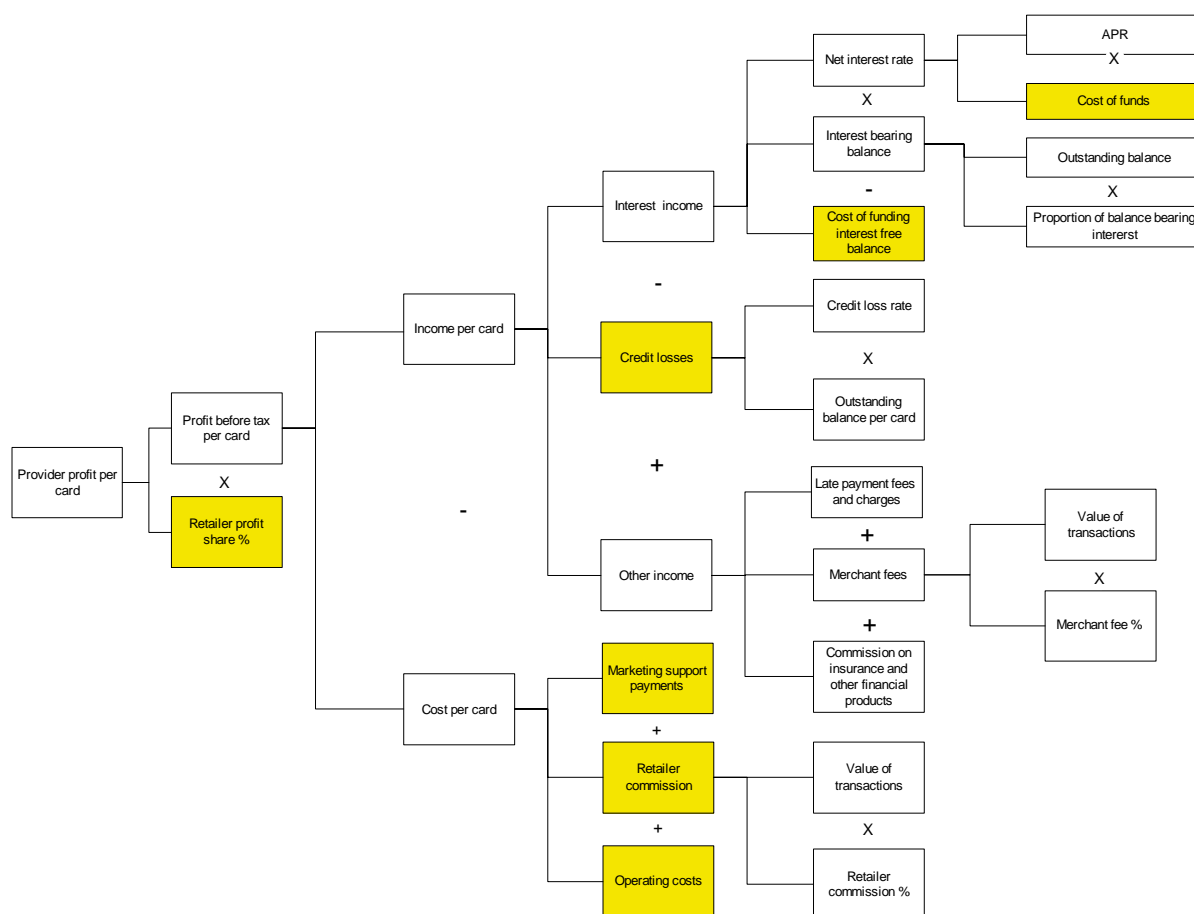 APR
X
Net interest rate
X
Cost of funds
Interest bearing
balance
Outstanding balance
X
-
Proportion of balance bearing
intererst
Interest  income
Cost of funding
interest free
balance
-
Credit loss rate
Income per card
Credit losses
X
Outstanding
balance per card
Profit before tax
per card
+
Provider profit per
card
X
Retailer profit
share %
-
Late payment fees
and charges
+
Value of
transactions
Other income
Merchant fees
X
+
Merchant fee %
Marketing support
payments
Commission on
insurance and
other financial
products
Cost per card
+
Retailer
commission
Value of
transactions
+
X
Operating costs
Retailer
commission %